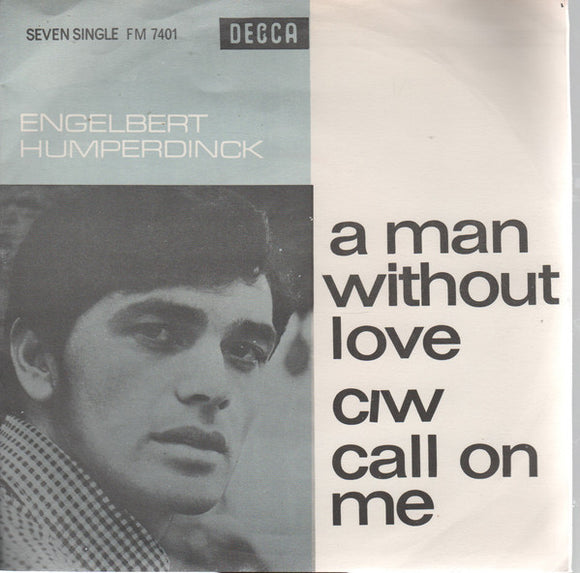 SEVEN SINGLE FM 7401
DECCA
ENGELBERT
HUMPERDINCK
a man
without
love
c/w
call on
me